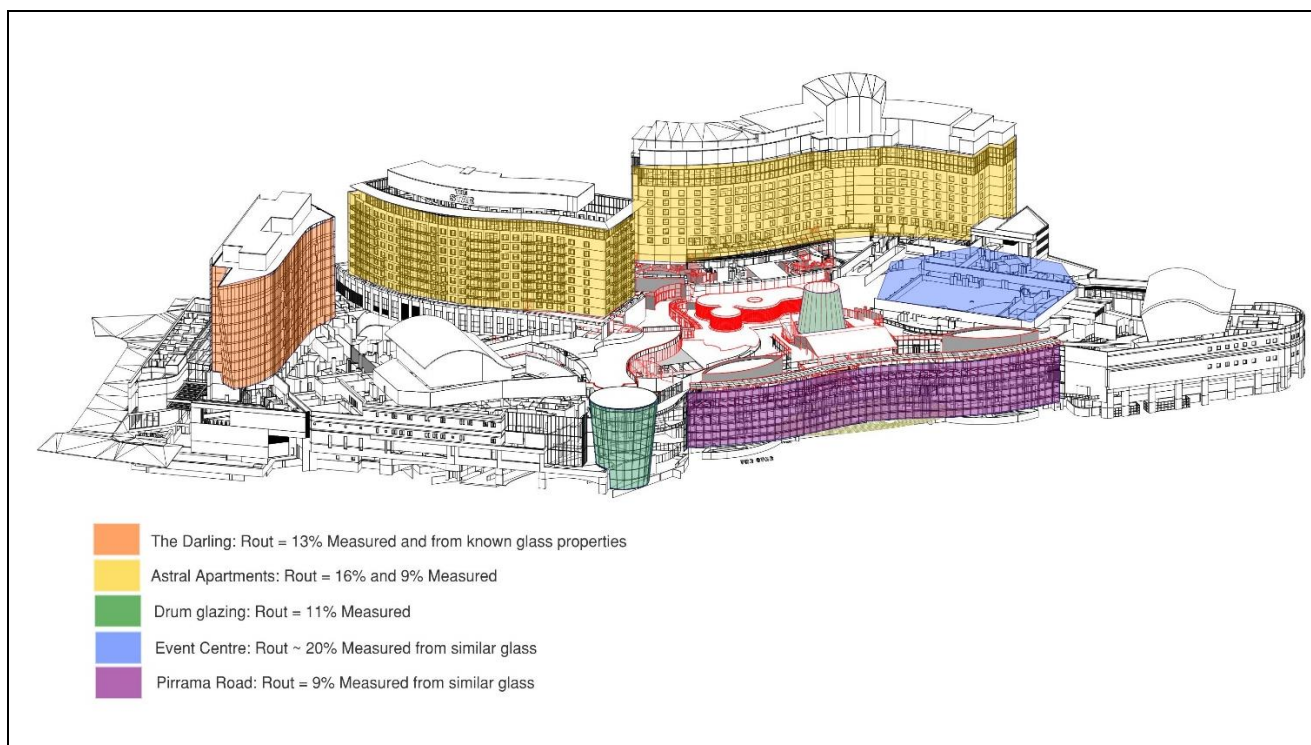 THE
STAR
The Darling: Rout = 13% Measured and from known glass properties
Astral Apartments: Rout = 16% and 9% Measured
Drum glazing: Rout = 11% Measured
Event Centre: Rout ~ 20% Measured from similar glass
Pirrama Road: Rout = 9% Measured from similar glass